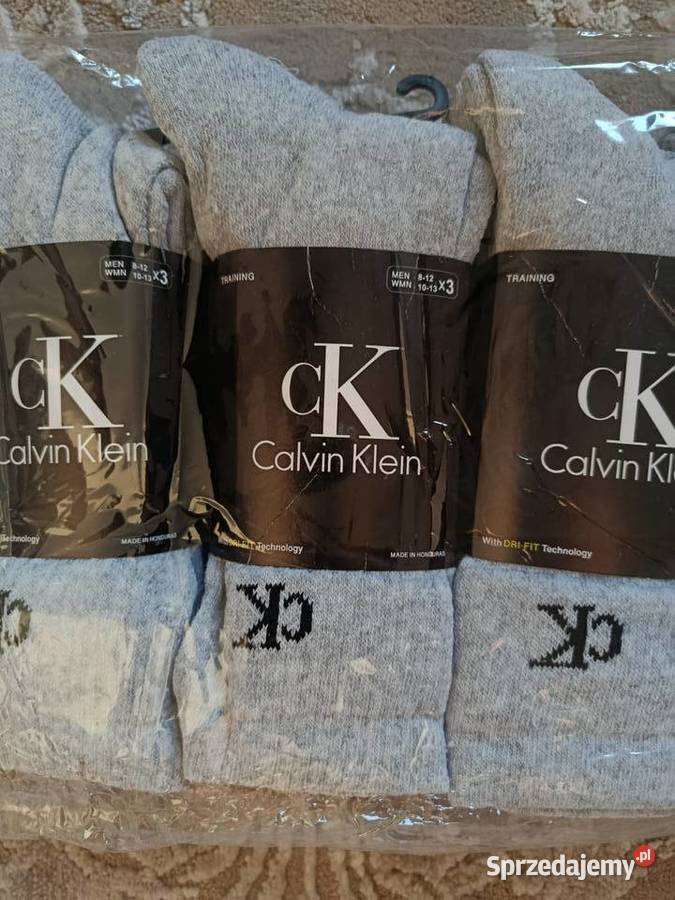 MEN 8-12
WMN 10-13 x3
CK
Calvin Klein
Technology
MADE IN HONDURAS
TRAINING
MEN 8-12
WMN 10-13 x3
CK
Calvin Klein
DRI-FIT Technology
MADE IN HONDURAS
CK
TRAINING
CK
Calvin Kl
With DRI-FIT Technology
CK
Sprzedajemy.pl